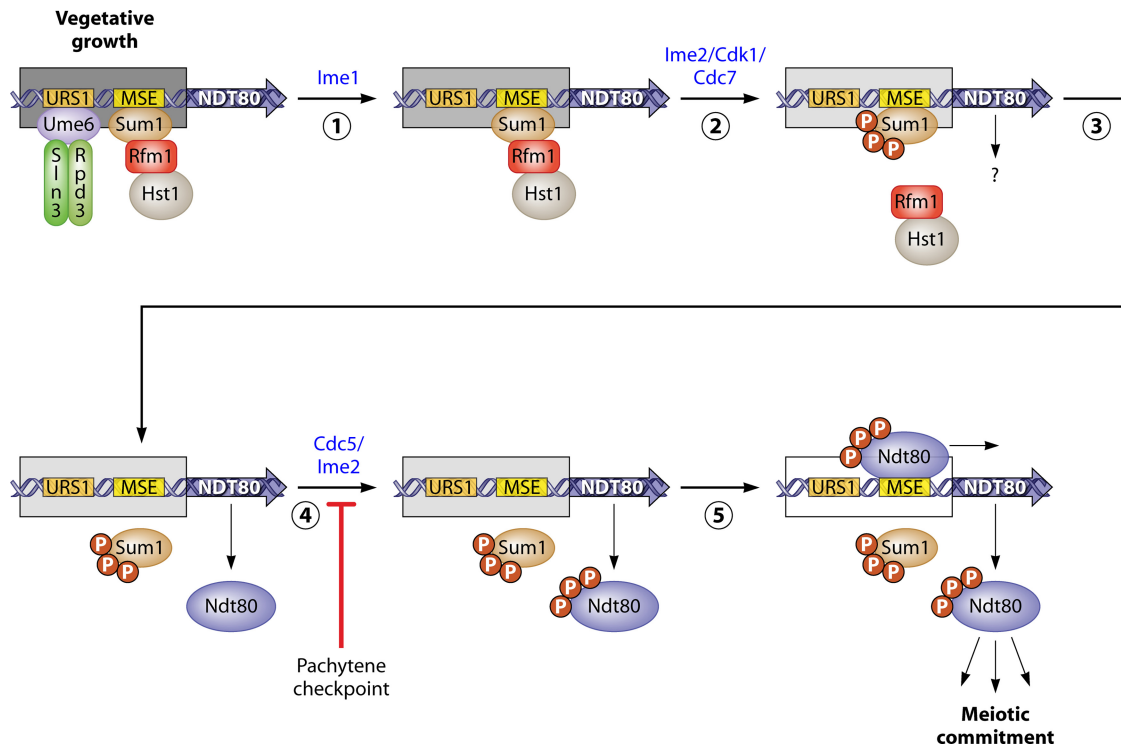 Vegetative
growth
URS1
MSE
NDT80
Ume6
Sum1
Sin3
Rpd3
Rfm1
Hst1
Ime1
1
URS1
MSE
NDT80
Sum1
Rfm1
Hst1
Ime2/Cdk1/
Cdc7
2
URS1
MSE
NDT80
P
P
P
Sum1
?
Rfm1
Hst1
3
URS1
MSE
NDT80
P
P
P
Sum1
Ndt80
Cdc5/
Ime2
4
Pachytene
checkpoint
URS1
MSE
NDT80
P
P
P
Sum1
P
P
P
Ndt80
5
P
P
P
Ndt80
URS1
MSE
NDT80
P
P
P
Sum1
P
P
P
Ndt80
Meiotic
commitment